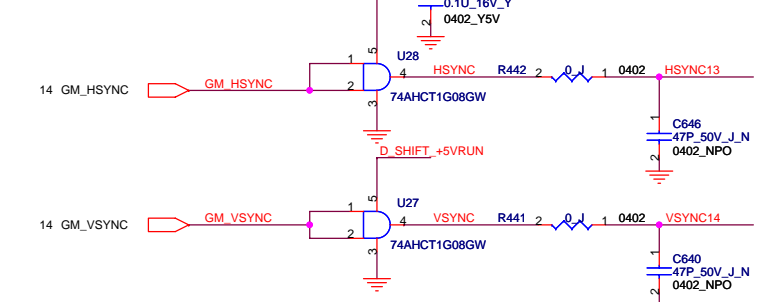 0.1U_16V_Y
2
0402_Y5V
5
U28
1
14 GM_HSYNC GM_HSYNC
2
4 HSYNC R442 2 0_J 1 0402 HSYNC13
3
74AHCT1G08GW
1
C646
47P_50V_J_N
2
0402_NPO
D_SHIFT_+5VRUN
5
U27
1
14 GM_VSYNC GM_VSYNC
2
4 VSYNC R441 2 0_J 1 0402 VSYNC14
3
74AHCT1G08GW
1
C640
47P_50V_J_N
2
0402_NPO